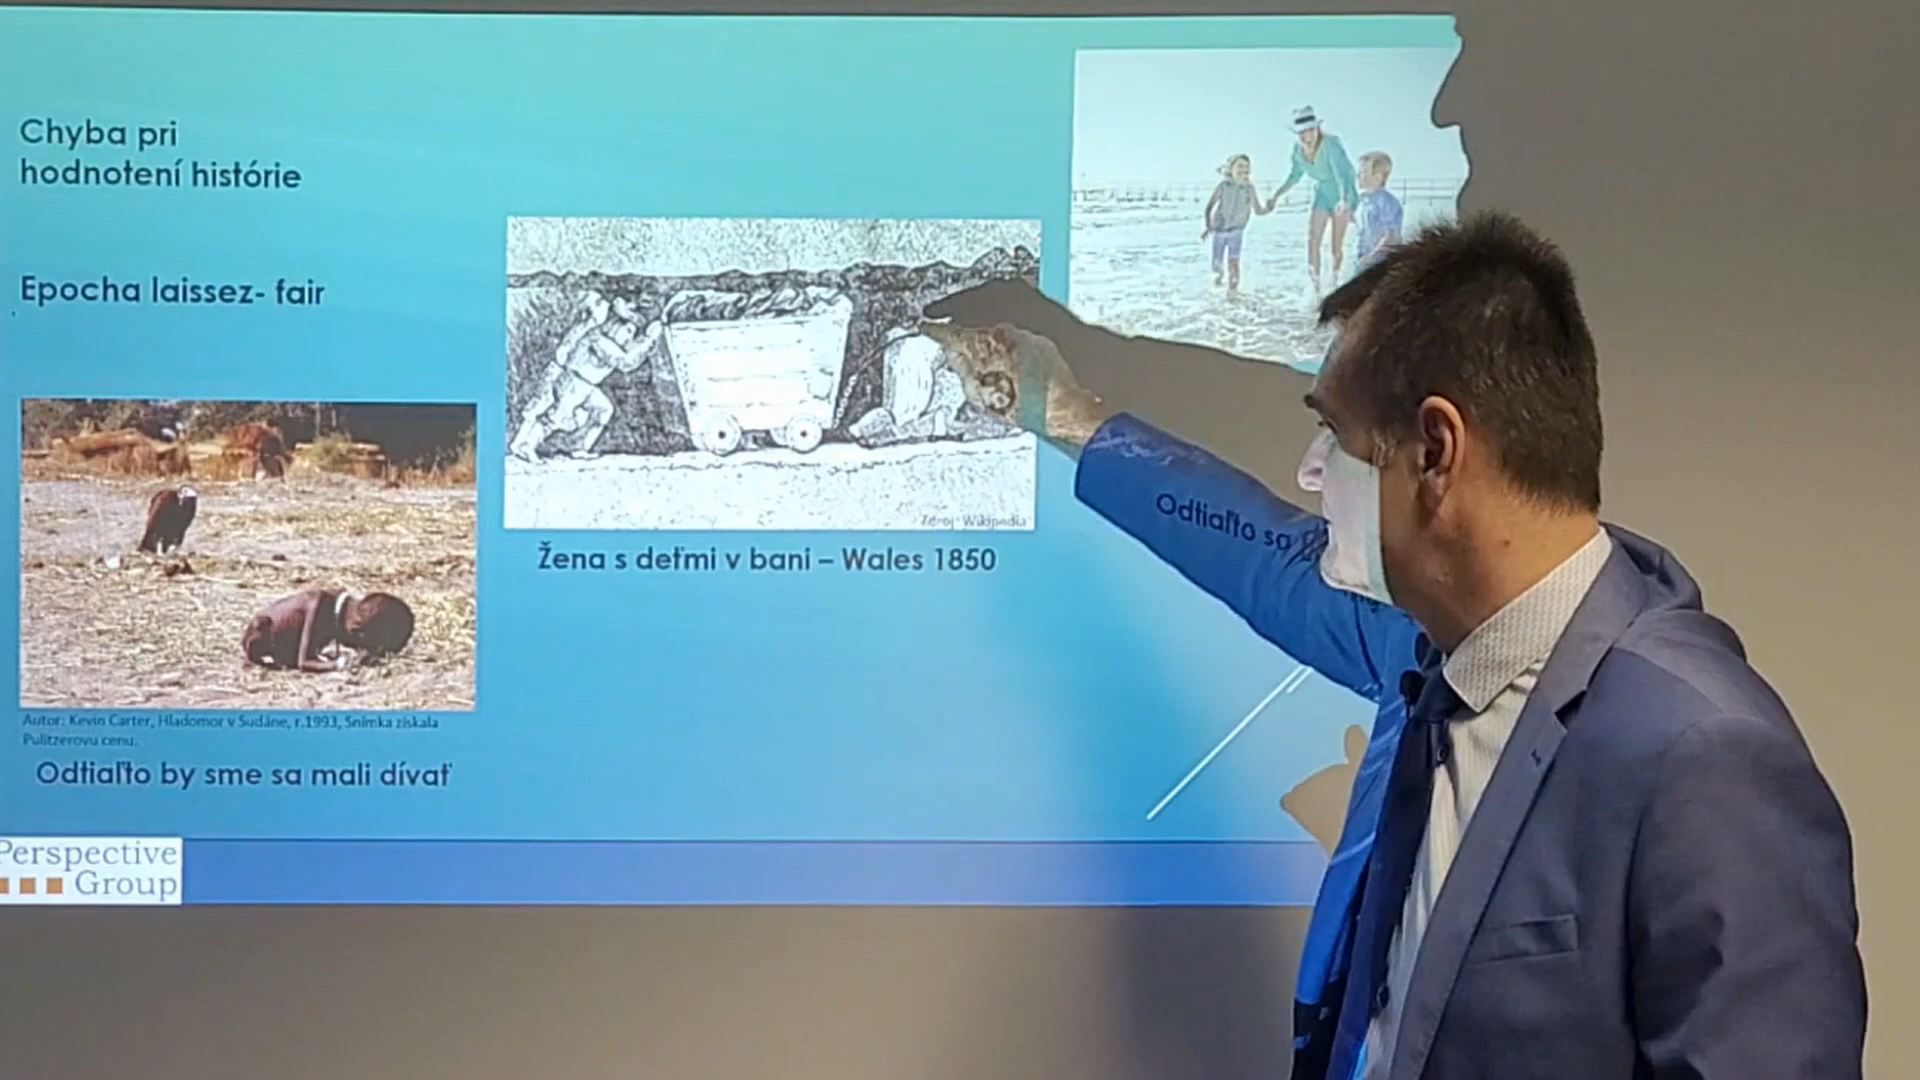 Chyba pri
hodnotení histórie
Epocha laissez- fair
Zdroj: Wikipedia
Žena s deťmi v bani – Wales 1850
Odtiaľto sa
Autor: Kevin Carter, Hladomor v Sudáne, r.1993, Snímka získala
Pulitzerovu cenu.
Odtiaľto by sme sa mali dívať
Perspective
Group